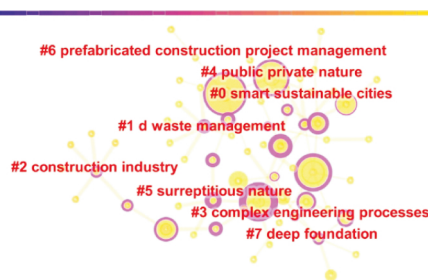 #6 prefabricated construction project management
#4 public private nature
#0 smart sustainable cities
#1 d waste management
#2 construction industry
#5 surreptitious nature
#3 complex engineering processes
#7 deep foundation